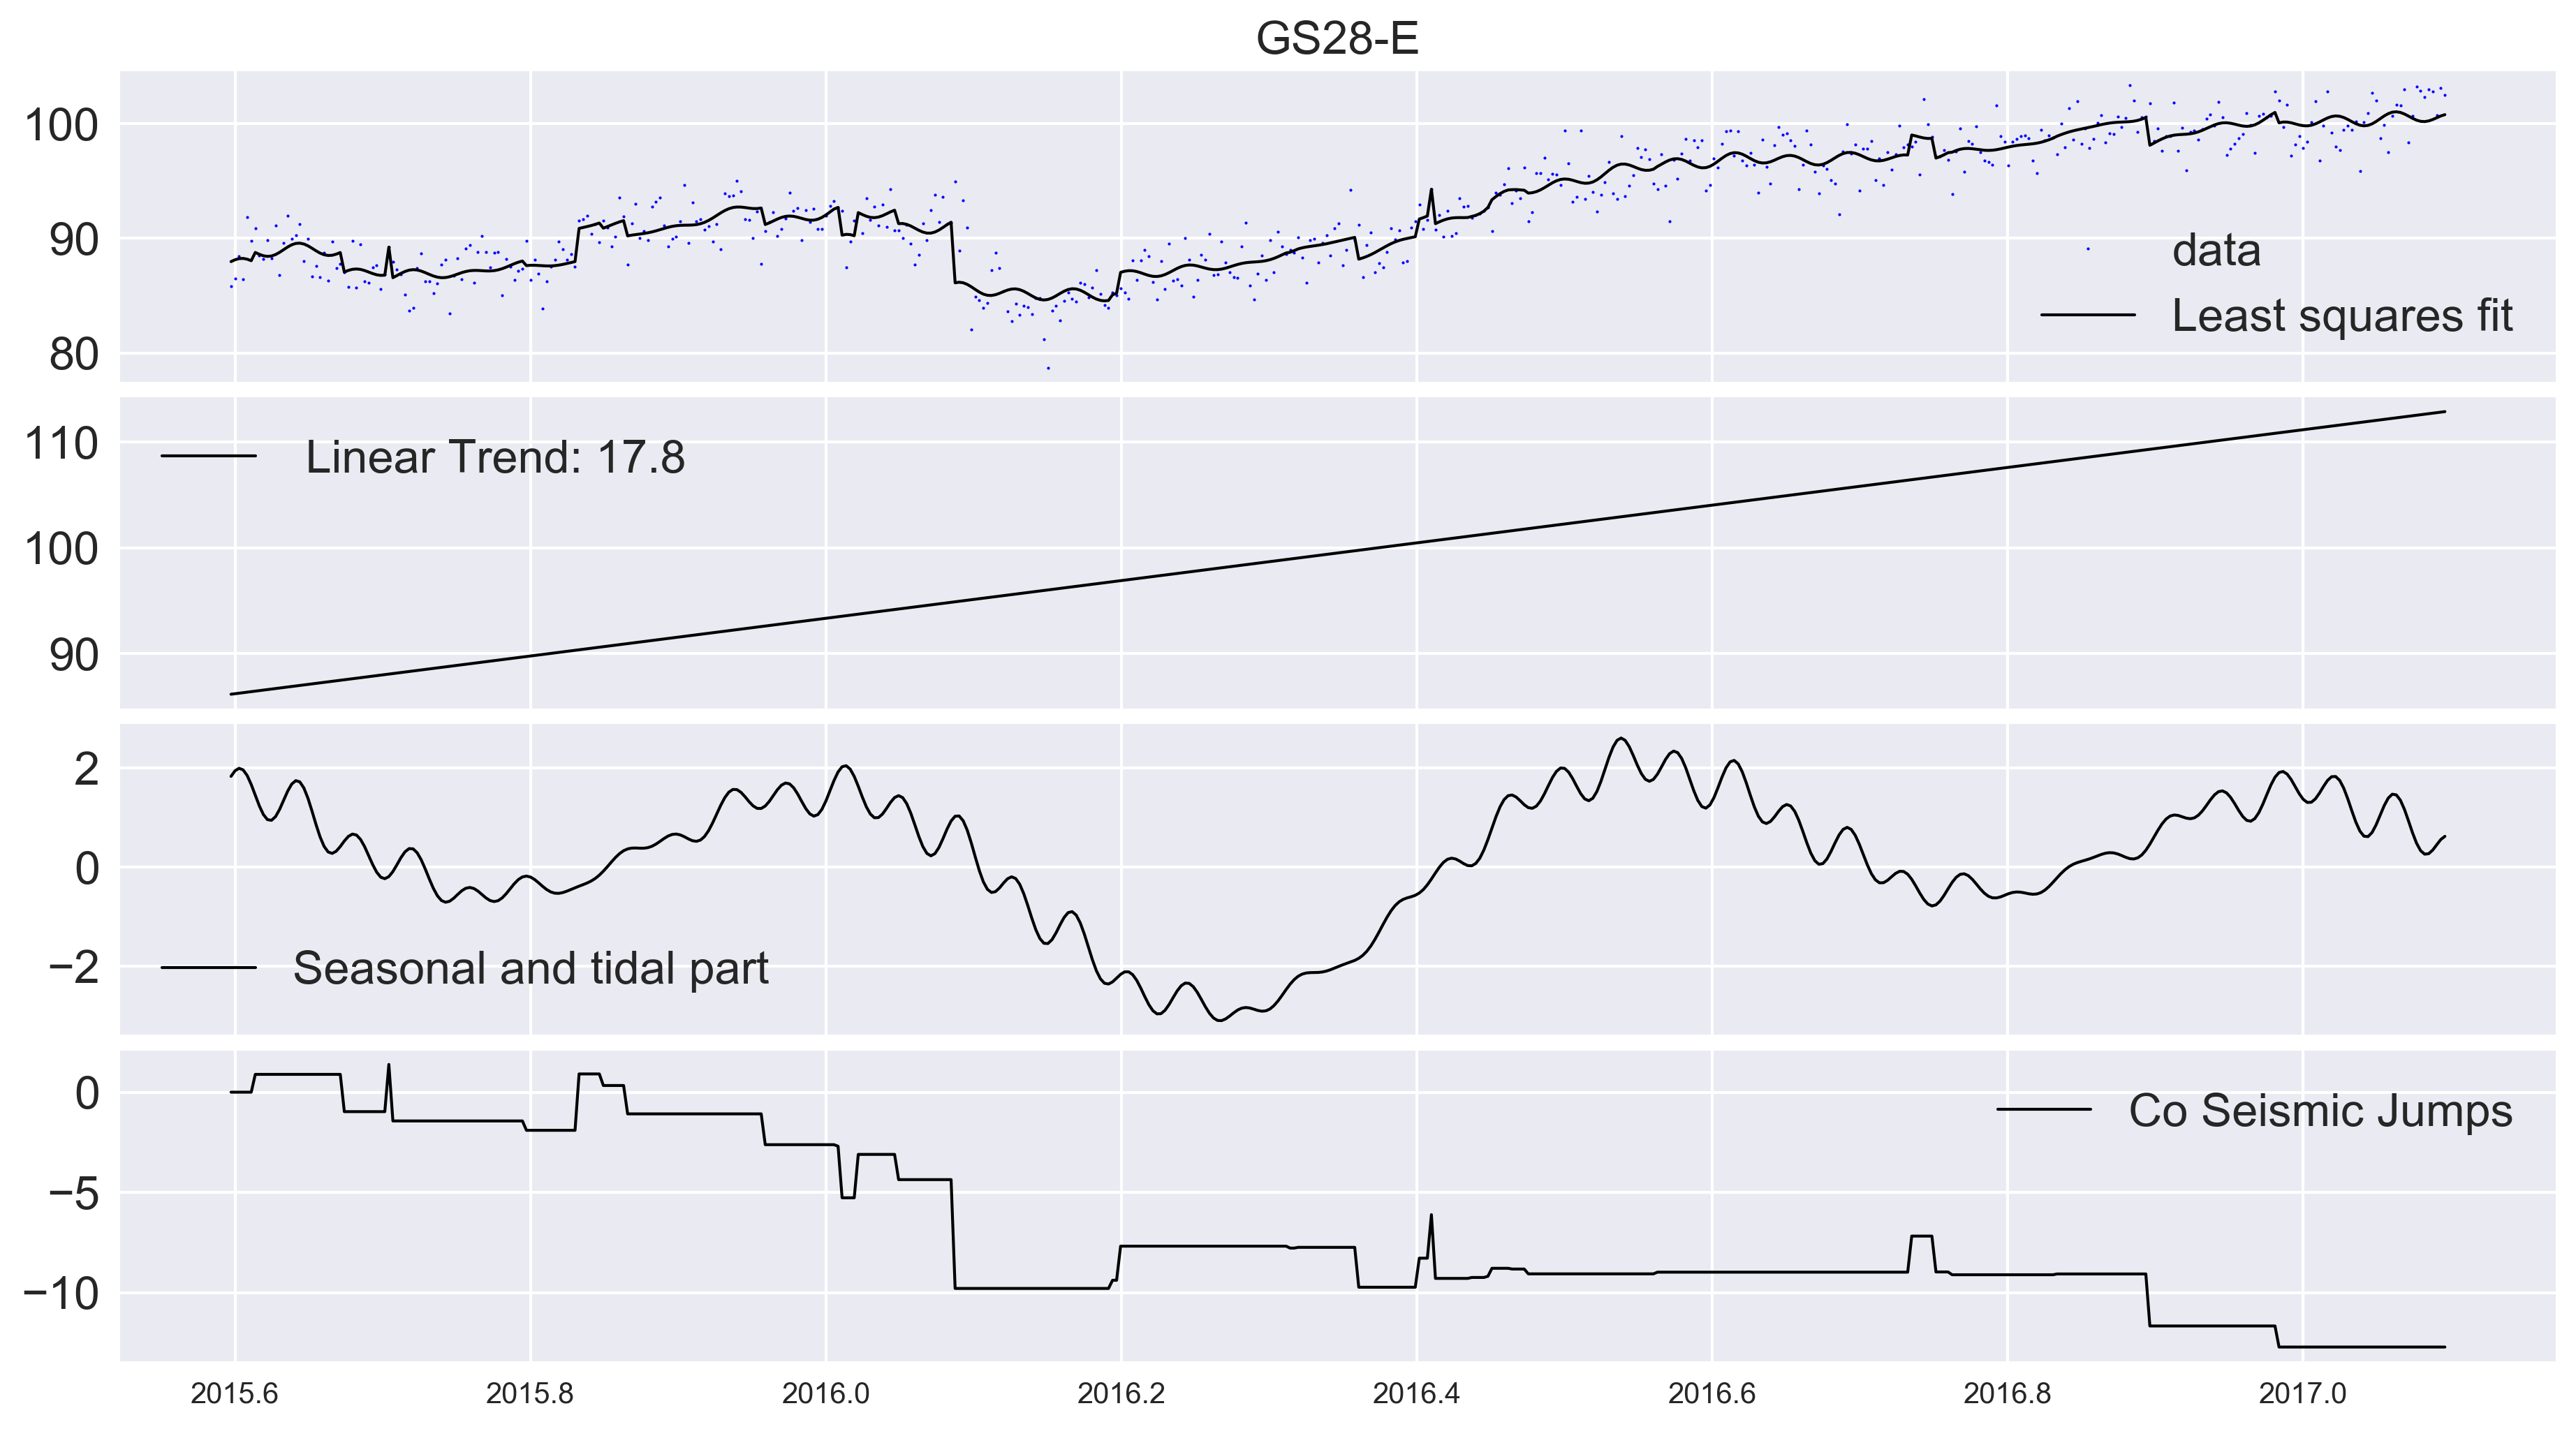 GS28-E
100
90
80
data
Least squares fit
110
100
90
Linear Trend: 17.8
2
0
−2
Seasonal and tidal part
0
−5
−10
Co Seismic Jumps
2015.6 2015.8 2016.0 2016.2 2016.4 2016.6 2016.8 2017.0